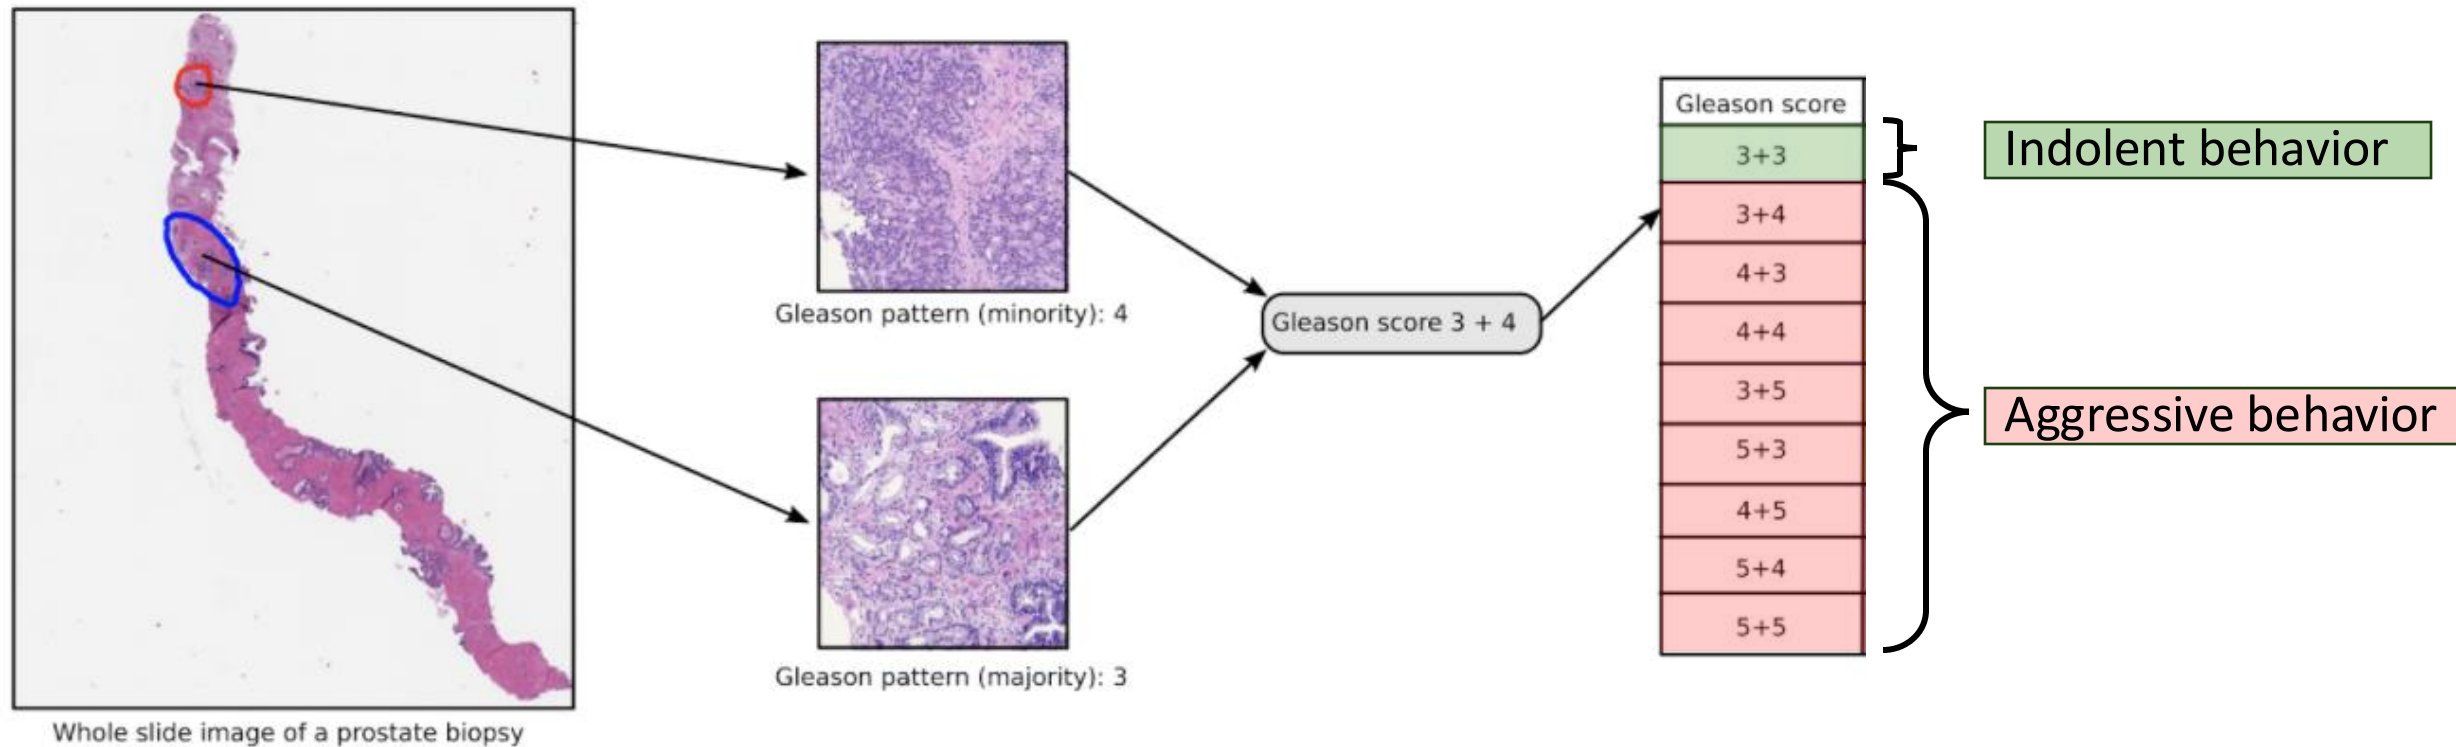 Whole slide image of a prostate biopsy
Gleason pattern (minority): 4
Gleason pattern (majority): 3
Gleason score 3 + 4
Gleason score
3+3
3+4
4+3
4+4
3+5
5+3
4+5
5+4
5+5
Indolent behavior
Aggressive behavior